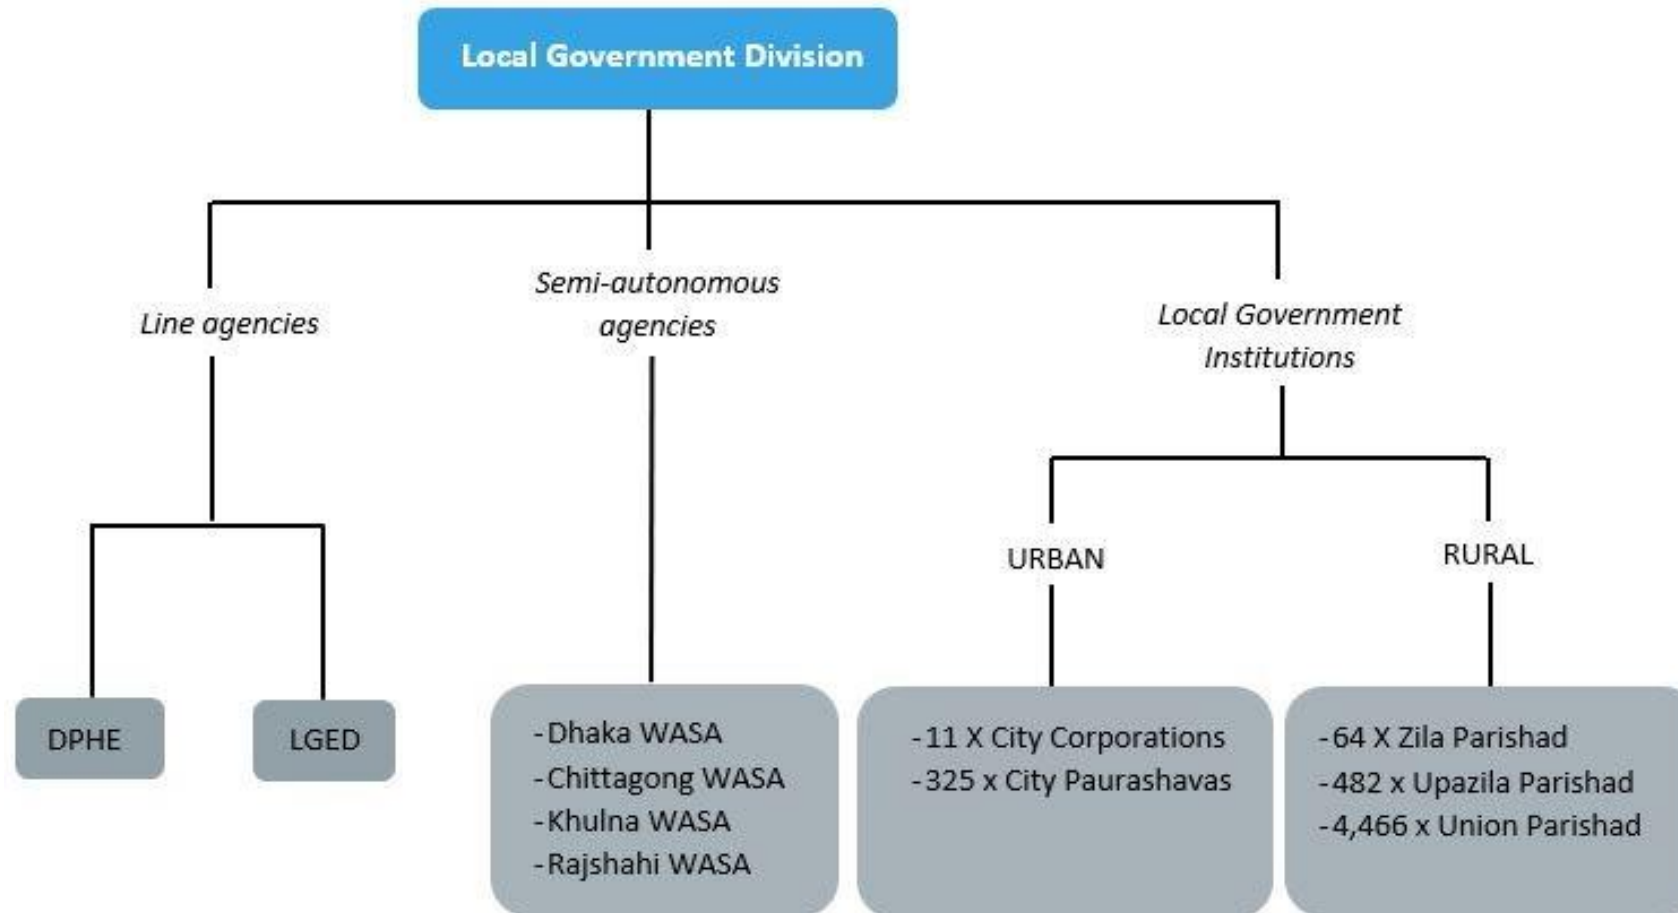 Local Government Division
Line agencies
Semi-autonomous
agencies
Local Government
Institutions
URBAN
RURAL
DPHE
LGED
-Dhaka WASA
-Chittagong WASA
-Khulna WASA
-Rajshahi WASA
-11 X City Corporations
-325 x City Paurashavas
-64 X Zila Parishad
-482 x Upazila Parishad
-4,466 x Union Parishad